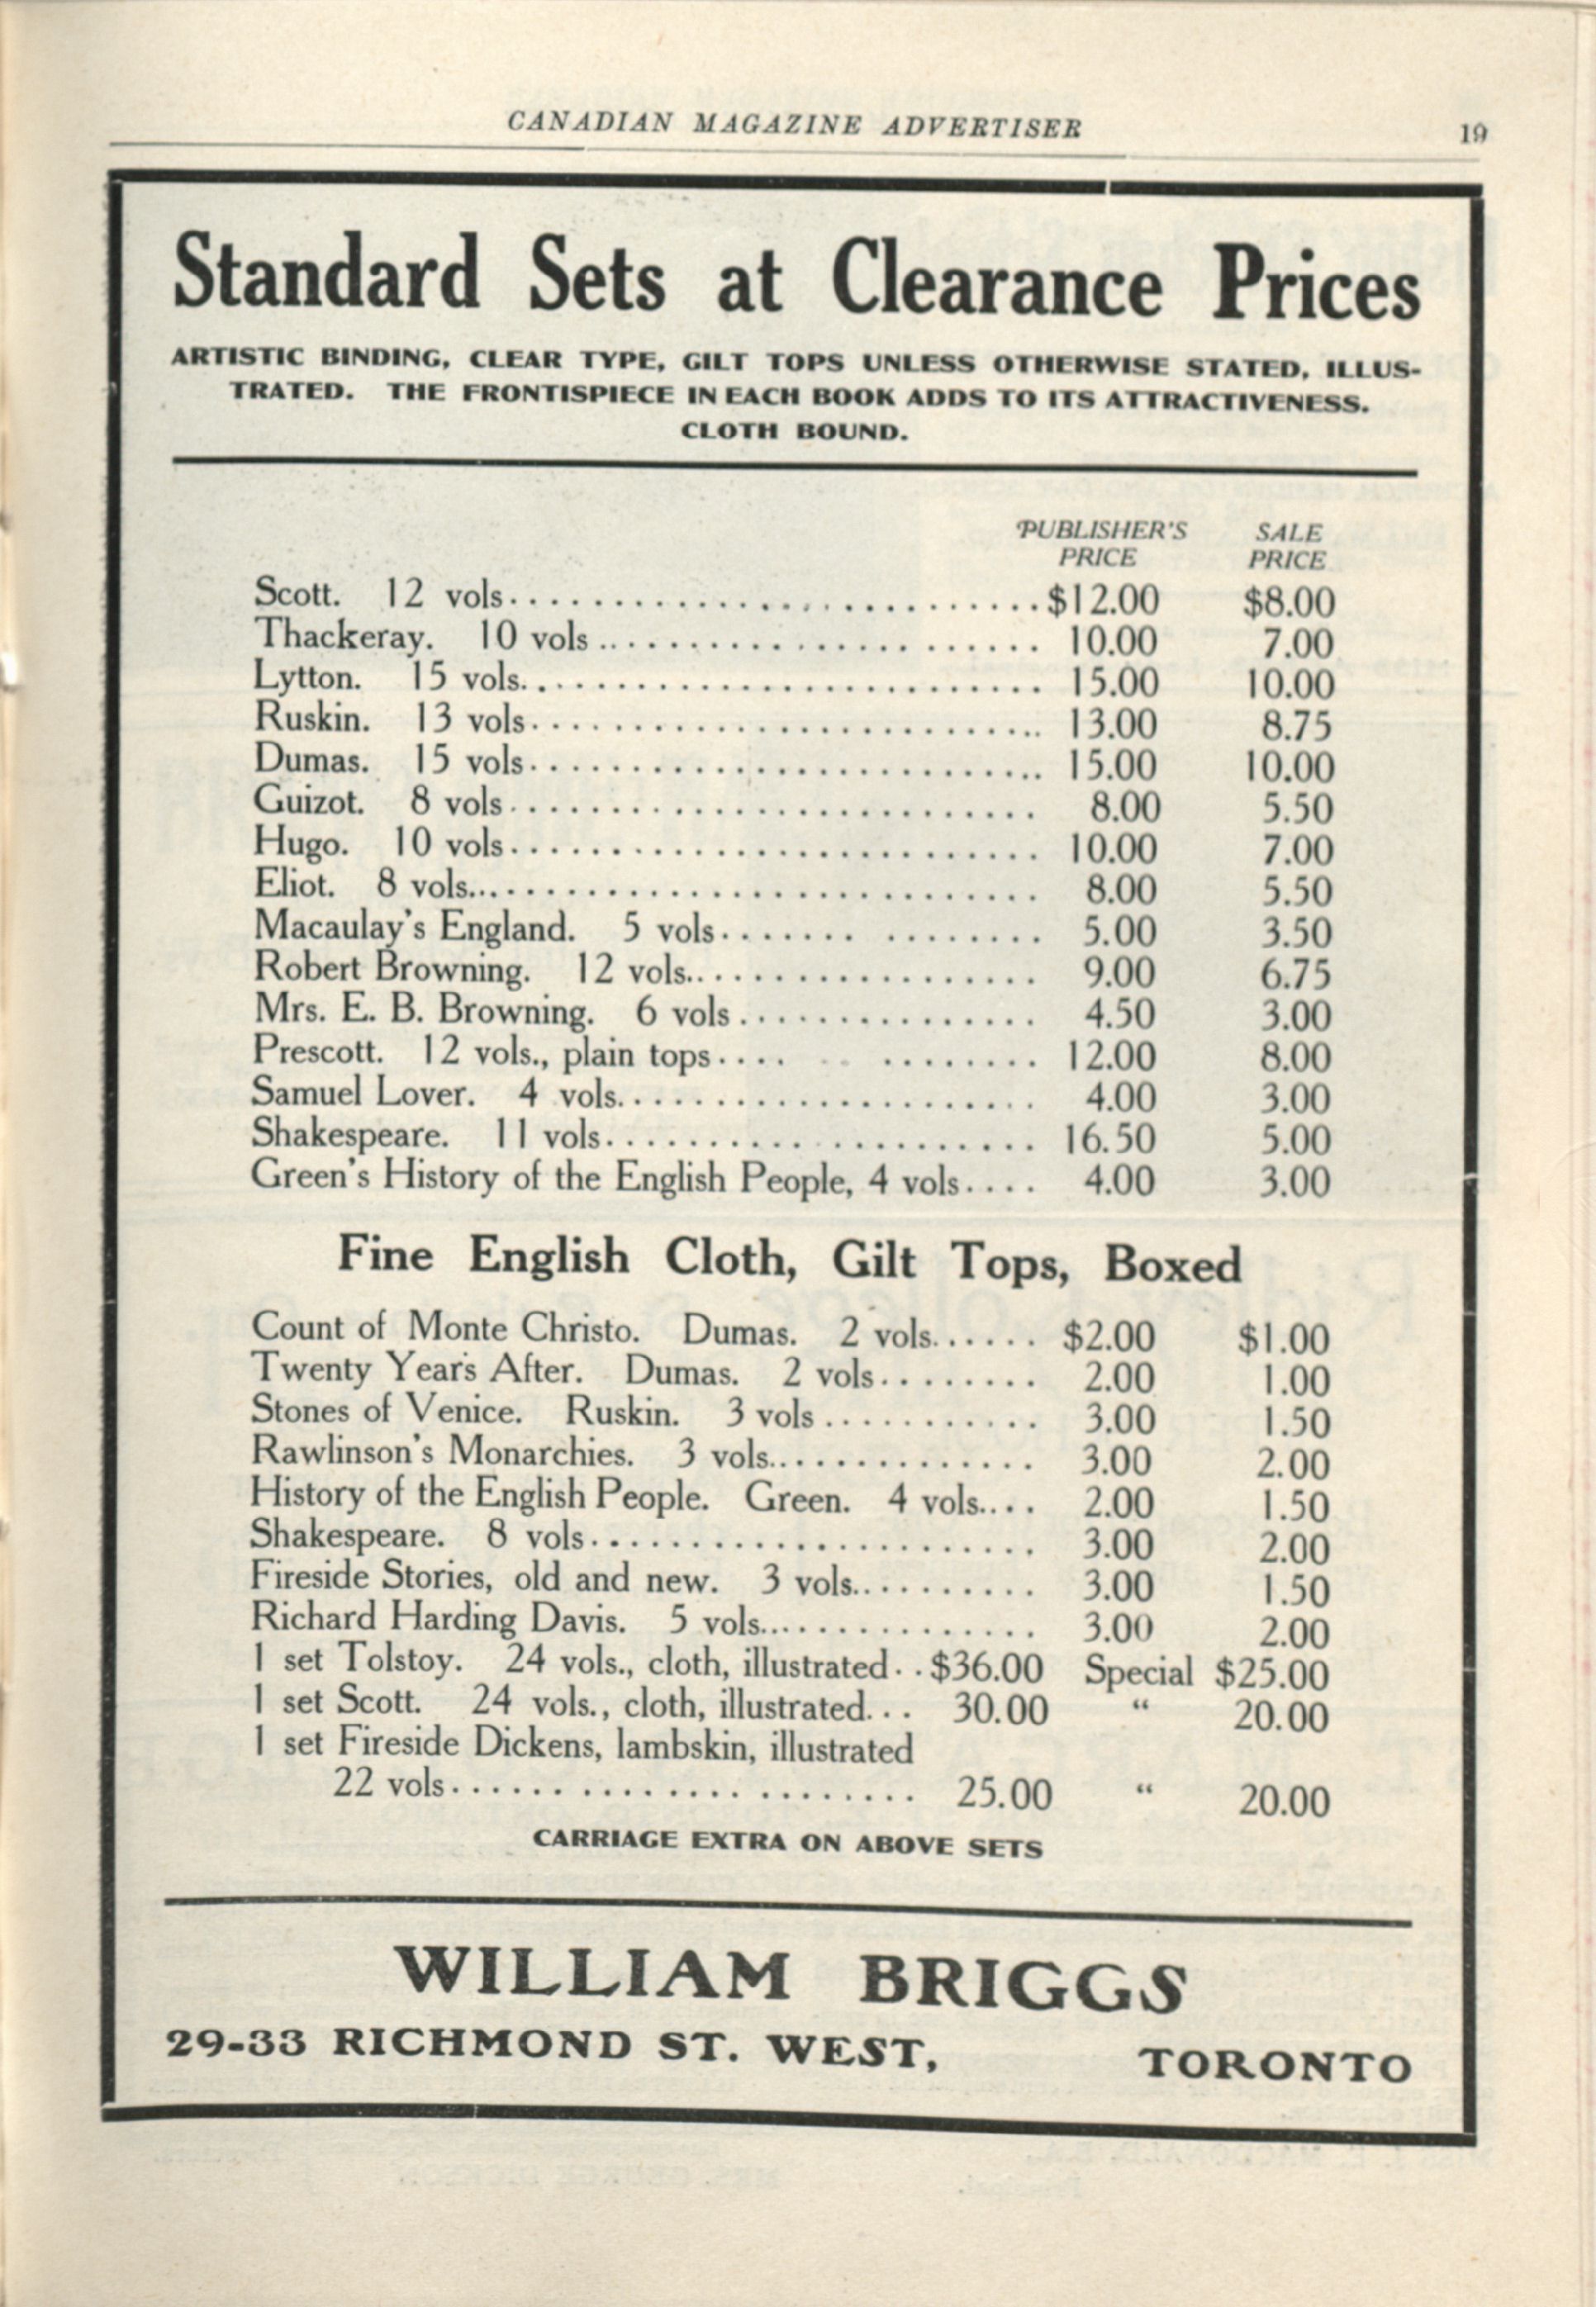 CANADIAN MAGAZINE ADVERTISER 19
Standard Sets at Clearance Prices
ARTISTIC BINDING, CLEAR TYPE, GILT TOPS UNLESS OTHERWISE STATED, ILLUS-
TRATED. THE FRONTISPIECE IN EACH BOOK ADDS TO ITS ATTRACTIVENESS.
CLOTH BOUND.
PUBLISHER'S SALE
PRICE PRICE
Scott. 12 vols. $12.00 $8.00
Thackeray. 10 vols. 10.00 7.00
Lytton. 15 vols. 15.00 10.00
Ruskin. 13 vols. 13.00 8.75
Dumas. 15 vols. 15.00 10.00
Guizot. 8 vols. 8.00 5.50
Hugo. 10 vols. 10.00 7.00
Eliot. 8 vols. 8.00 5.50
Macaulay's England. 5 vols. 5.00 3.50
Robert Browning. 12 vols. 9.00 6.75
Mrs. E. B. Browning. 6 vols. 4.50 3.00
Prescott. 12 vols., plain tops. 12.00 8.00
Samuel Lover. 4 vols. 4.00 3.00
Shakespeare. 11 vols. 16.50 5.00
Green's History of the English People, 4 vols. 4.00 3.00
Fine English Cloth, Gilt Tops, Boxed
Count of Monte Christo. Dumas. 2 vols. $2.00 $1.00
Twenty Years After. Dumas. 2 vols. 2.00 1.00
Stones of Venice. Ruskin. 3 vols. 3.00 1.50
Rawlinson's Monarchies. 3 vols. 3.00 2.00
History of the English People. Green. 4 vols. 2.00 1.50
Shakespeare. 8 vols. 3.00 2.00
Fireside Stories, old and new. 3 vols. 3.00 1.50
Richard Harding Davis. 5 vols. 3.00 2.00
1 set Tolstoy. 24 vols., cloth, illustrated. $36.00 Special $25.00
1 set Scott. 24 vols., cloth, illustrated. 30.00 " 20.00
1 set Fireside Dickens, lambskin, illustrated
22 vols. 25.00 " 20.00
CARRIAGE EXTRA ON ABOVE SETS
WILLIAM BRIGGS
29-33 RICHMOND ST. WEST, TORONTO